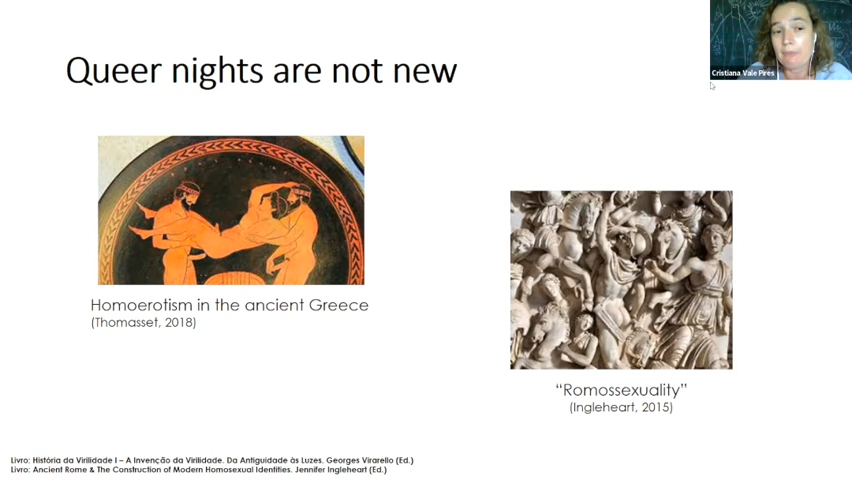 Queer nights are not new
Cristiana Vale Pires
Homoerotism in the ancient Greece
(Thomasset, 2018)
“Romossexuality”
(Ingleheart, 2015)
Livro: História da Virilidade I – A Invenção da Virilidade. Da Antiguidade às Luzes. Georges Virarello (Ed.)
Livro: Ancient Rome & The Construction of Modern Homosexual Identities. Jennifer Ingleheart (Ed.)